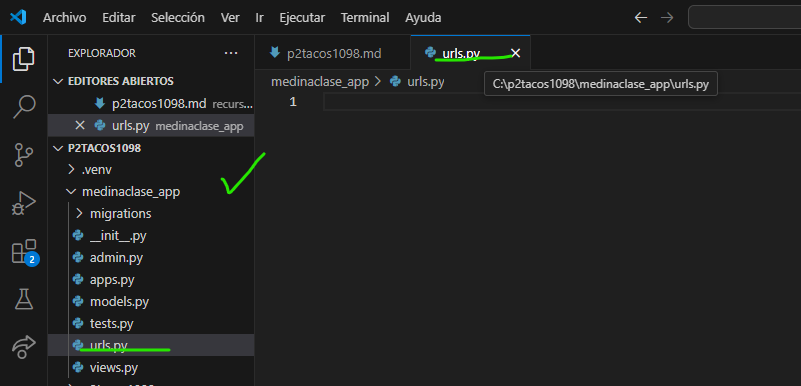 Archivo Editar Selección Ver Ir Ejecutar Terminal Ayuda
EXPLORADOR
EDITORES ABIERTOS
p2tacos1098.md recurs...
urls.py medinaclase_app
P2TACOS1098
.venv
medinaclase_app
migrations
__init__.py
admin.py
apps.py
models.py
tests.py
urls.py
views.py
2
p2tacos1098.md
urls.py
medinaclase_app > urls.py
C:\p2tacos1098\medinaclase_app\urls.py
1